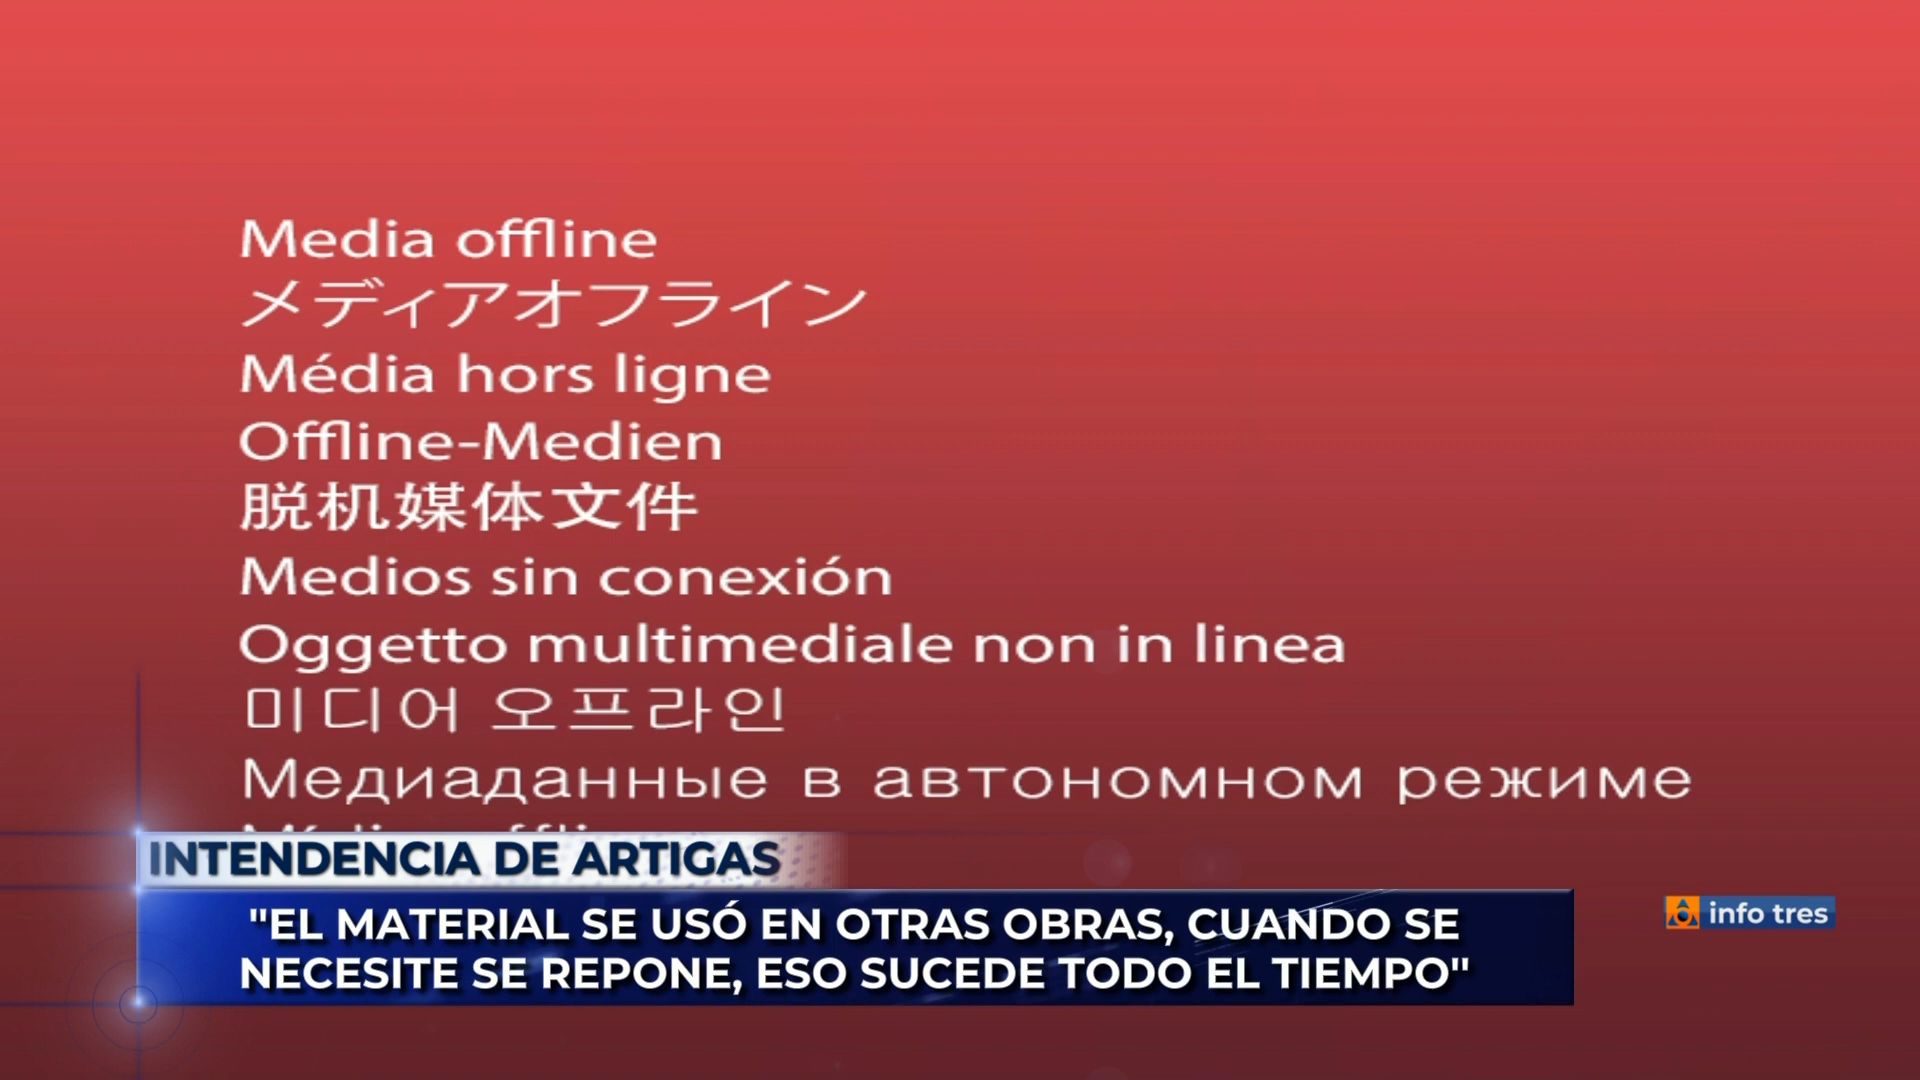 Media offline
メディアオフライン
Média hors ligne
Offline-Medien
脱机媒体文件
Medios sin conexión
Oggetto multimediale non in linea
미디어 오프라인
Медиаданные в автономном режиме
INTENDENCIA DE ARTIGAS
"EL MATERIAL SE USÓ EN OTRAS OBRAS, CUANDO SE
NECESITE SE REPONE, ESO SUCEDE TODO EL TIEMPO"
info tres